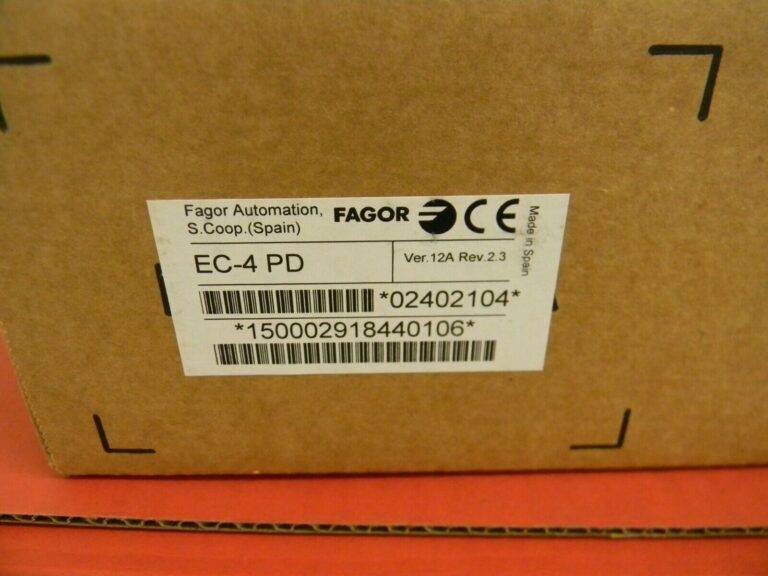 Fagor Automation, S.Coop.(Spain)
FAGOR CE
Made in Spain
EC-4 PD
Ver.12A Rev.2.3
*02402104*
*150002918440106*